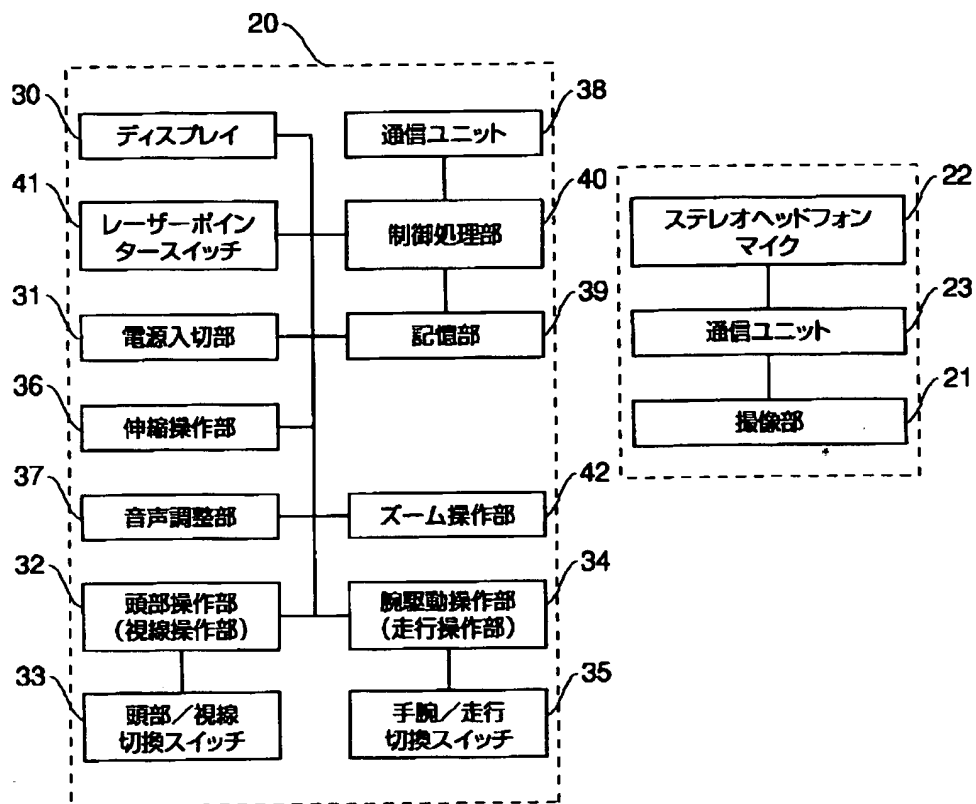 20
30
ディスプレイ
38
通信ユニット
41
レーザーポイン
タースイッチ
40
制御処理部
22
ステレオヘッドフォン
マイク
31
電源入切部
39
記憶部
23
通信ユニット
36
伸縮操作部
21
撮像部
37
音声調整部
42
ズーム操作部
32
頭部操作部
(視線操作部)
34
腕駆動操作部
(走行操作部)
33
頭部/視線
切換スイッチ
35
手腕/走行
切換スイッチ